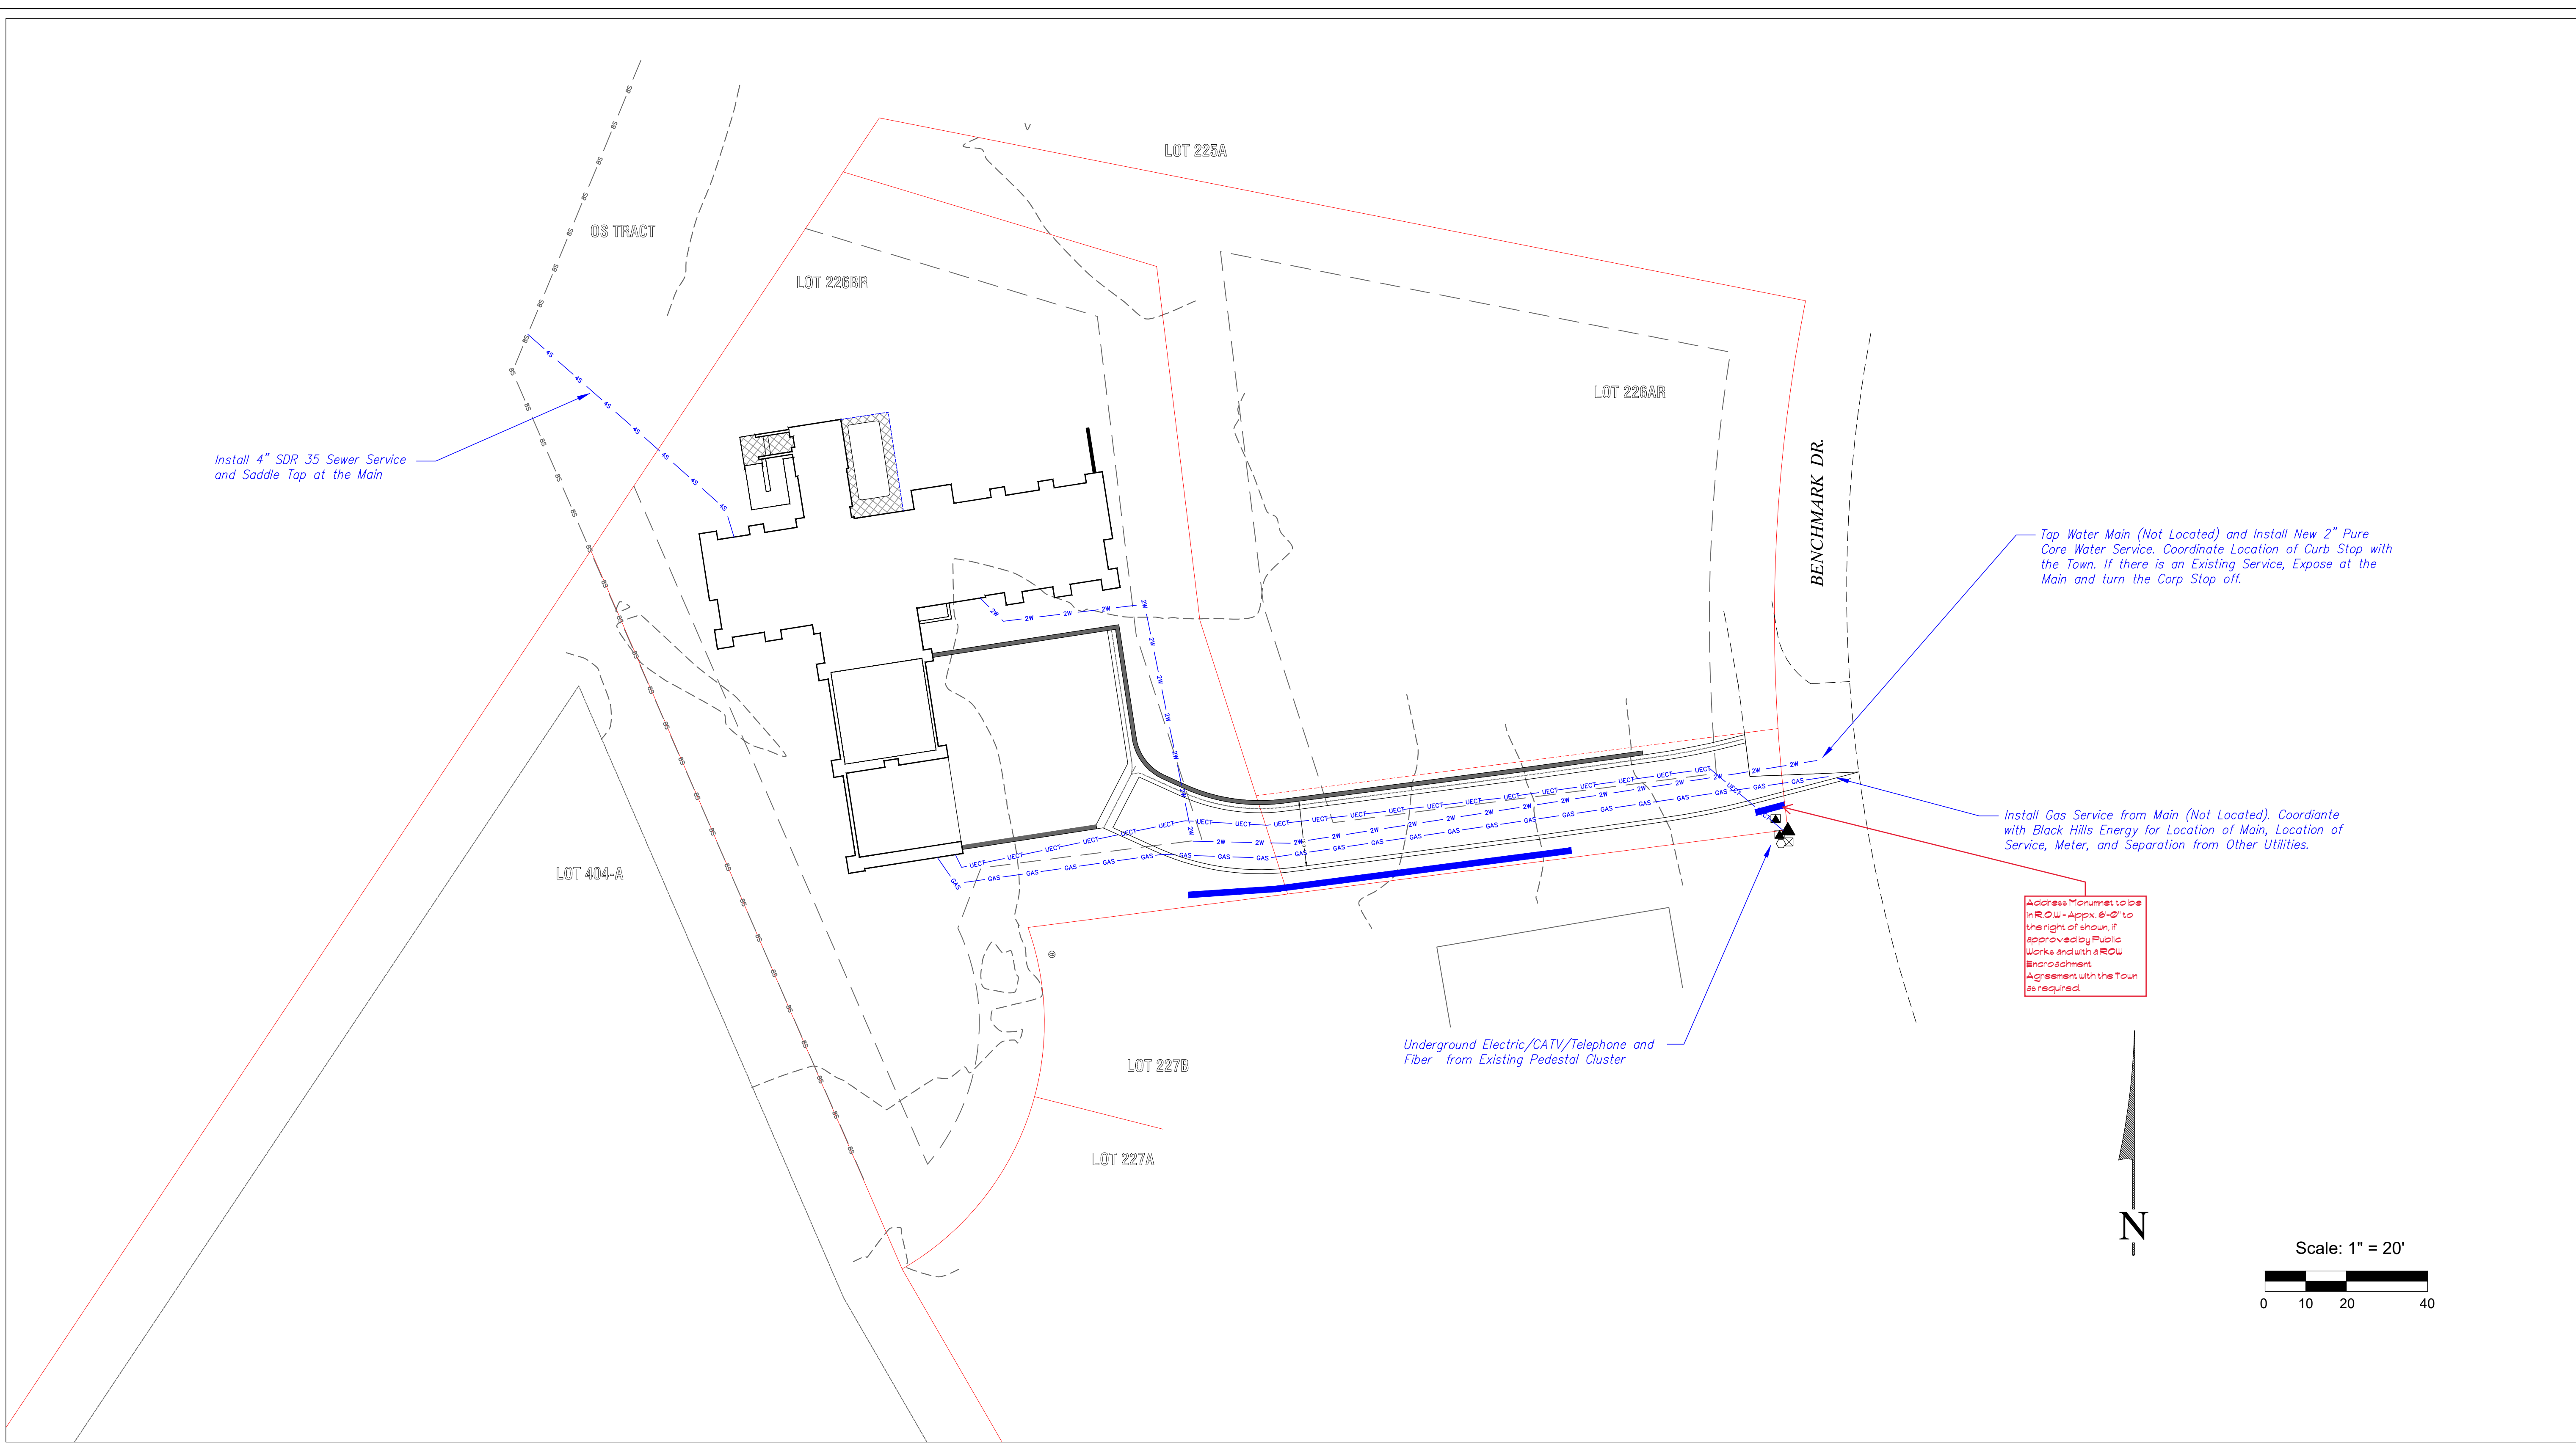 LOT 225A
OS TRACT
LOT 226BR
LOT 226AR
BENCHMARK DR.
Install 4" SDR 35 Sewer Service
and Saddle Tap at the Main
Tap Water Main (Not Located) and Install New 2" Pure
Core Water Service. Coordinate Location of Curb Stop with
the Town. If there is an Existing Service, Expose at the
Main and turn the Corp Stop off.
Install Gas Service from Main (Not Located). Coordiante
with Black Hills Energy for Location of Main, Location of
Service, Meter, and Separation from Other Utilities.
LOT 404-A
Address Monumnet to be
in R.O.W - Appx. 6'-0" to
the right of shown, if
approved by Public
Works and with a ROW
Encroachment
Agreement with the Town
as required.
Underground Electric/CATV/Telephone and
Fiber from Existing Pedestal Cluster
LOT 227B
LOT 227A
8S
4S
2W
UECT
GAS
N
Scale: 1" = 20'
0 10 20 40